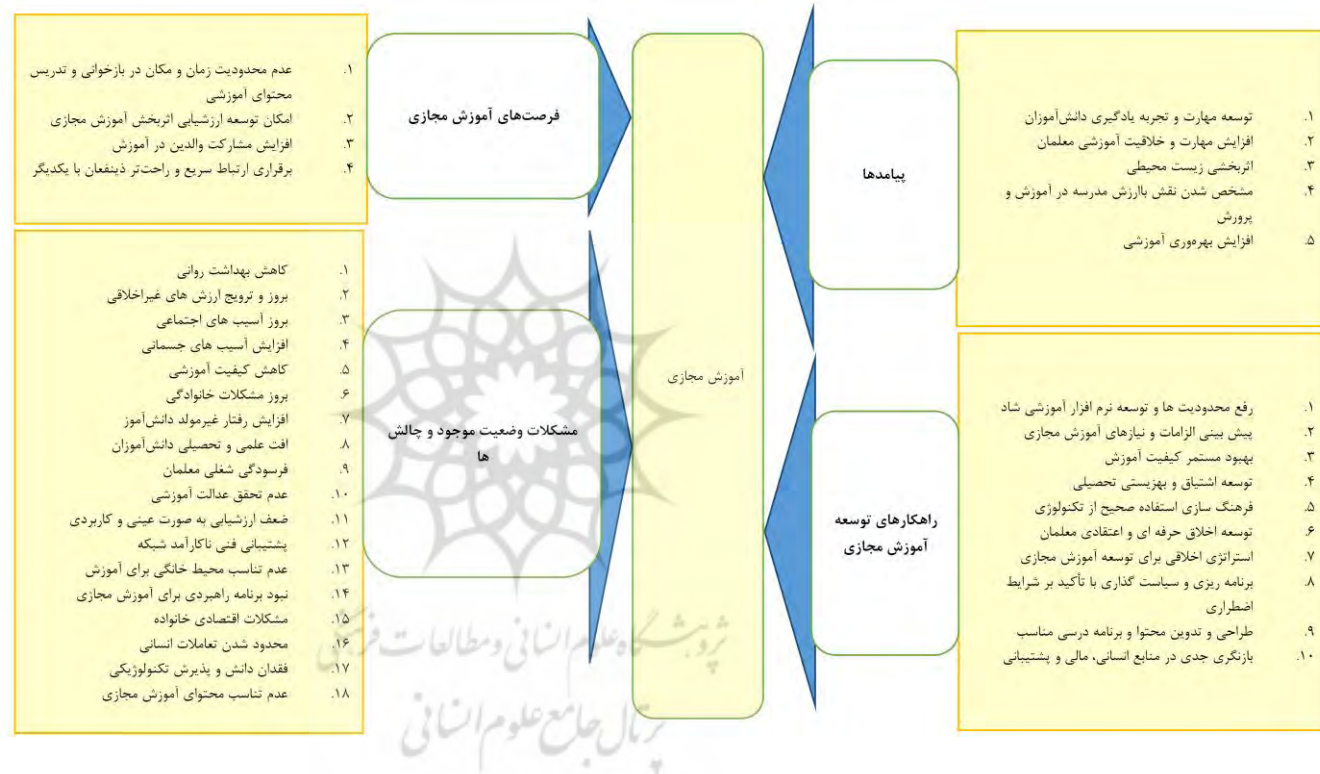 پیامدها
۱. توسعه مهارت و تجربه یادگیری دانش‌آموزان
۲. افزایش مهارت و خلاقیت آموزشی معلمان
۳. اثربخشی زیست محیطی
۴. مشخص شدن نقش باارزش مدرسه در آموزش و
پرورش
۵. افزایش بهره‌وری آموزشی
راهکارهای توسعه
آموزش مجازی
۱. رفع محدودیت ها و توسعه نرم افزار آموزشی شاد
۲. پیش بینی الزامات و نیازهای آموزش مجازی
۳. بهبود مستمر کیفیت آموزش
۴. توسعه اشتیاق و بهزیستی تحصیلی
۵. فرهنگ سازی استفاده صحیح از تکنولوژی
۶. توسعه اخلاق حرفه ای و اعتقادی معلمان
۷. استراتژی اخلاقی برای توسعه آموزش مجازی
۸. برنامه ریزی و سیاست گذاری با تأکید بر شرایط
اضطراری
۹. طراحی و تدوین محتوا و برنامه درسی مناسب
۱۰. بازنگری جدی در منابع انسانی، مالی و پشتیبانی
آموزش مجازی
فرصت‌های آموزش مجازی
۱. عدم محدودیت زمان و مکان در بازخوانی و تدریس
محتوای آموزشی
۲. امکان توسعه ارزشیابی اثربخش آموزش مجازی
۳. افزایش مشارکت والدین در آموزش
۴. برقراری ارتباط سریع و راحت‌تر ذینفعان با یکدیگر
مشکلات وضعیت موجود و چالش
ها
۱. کاهش بهداشت روانی
۲. بروز و ترویج ارزش های غیراخلاقی
۳. بروز آسیب های اجتماعی
۴. افزایش آسیب های جسمانی
۵. کاهش کیفیت آموزشی
۶. بروز مشکلات خانوادگی
۷. افزایش رفتار غیرمولد دانش‌آموز
۸. افت علمی و تحصیلی دانش‌آموزان
۹. فرسودگی شغلی معلمان
۱۰. عدم تحقق عدالت آموزشی
۱۱. ضعف ارزشیابی به صورت عینی و کاربردی
۱۲. پشتیبانی فنی ناکارآمد شبکه
۱۳. عدم تناسب محیط خانگی برای آموزش
۱۴. نبود برنامه راهبردی برای آموزش مجازی
۱۵. مشکلات اقتصادی خانواده
۱۶. محدود شدن تعاملات انسانی
۱۷. فقدان دانش و پذیرش تکنولوژیکی
۱۸. عدم تناسب محتوای آموزش مجازی
پژوهشگاه علوم انسانی و مطالعات فرهنگی
پرتال جامع علوم انسانی